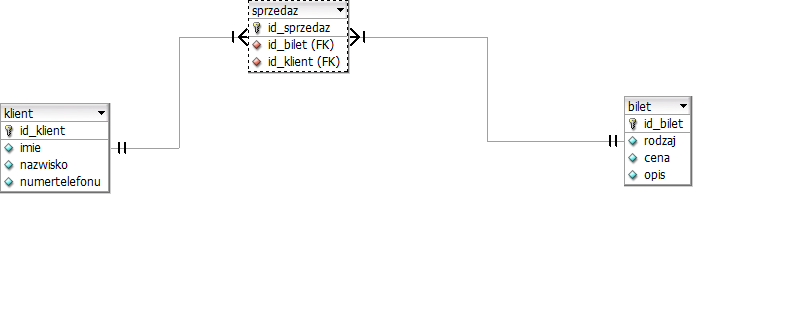 sprzedaz
id_sprzedaz
id_bilet (FK)
id_klient (FK)
klient
id_klient
imie
nazwisko
numertelefonu
bilet
id_bilet
rodzaj
cena
opis